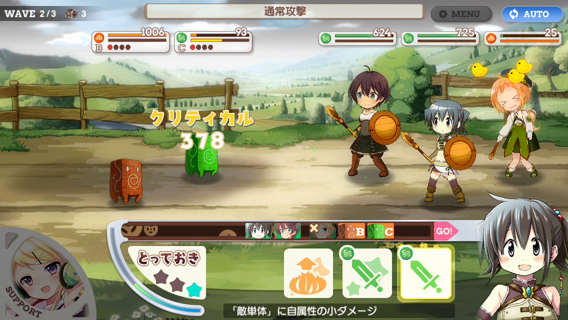 WAVE 2/3 3
通常攻撃
MENU
AUTO
1006
B
93
C
624
725
25
クリティカル
378
B C GO!
とっておき
SUPPORT
「敵単体」に自属性の小ダメージ